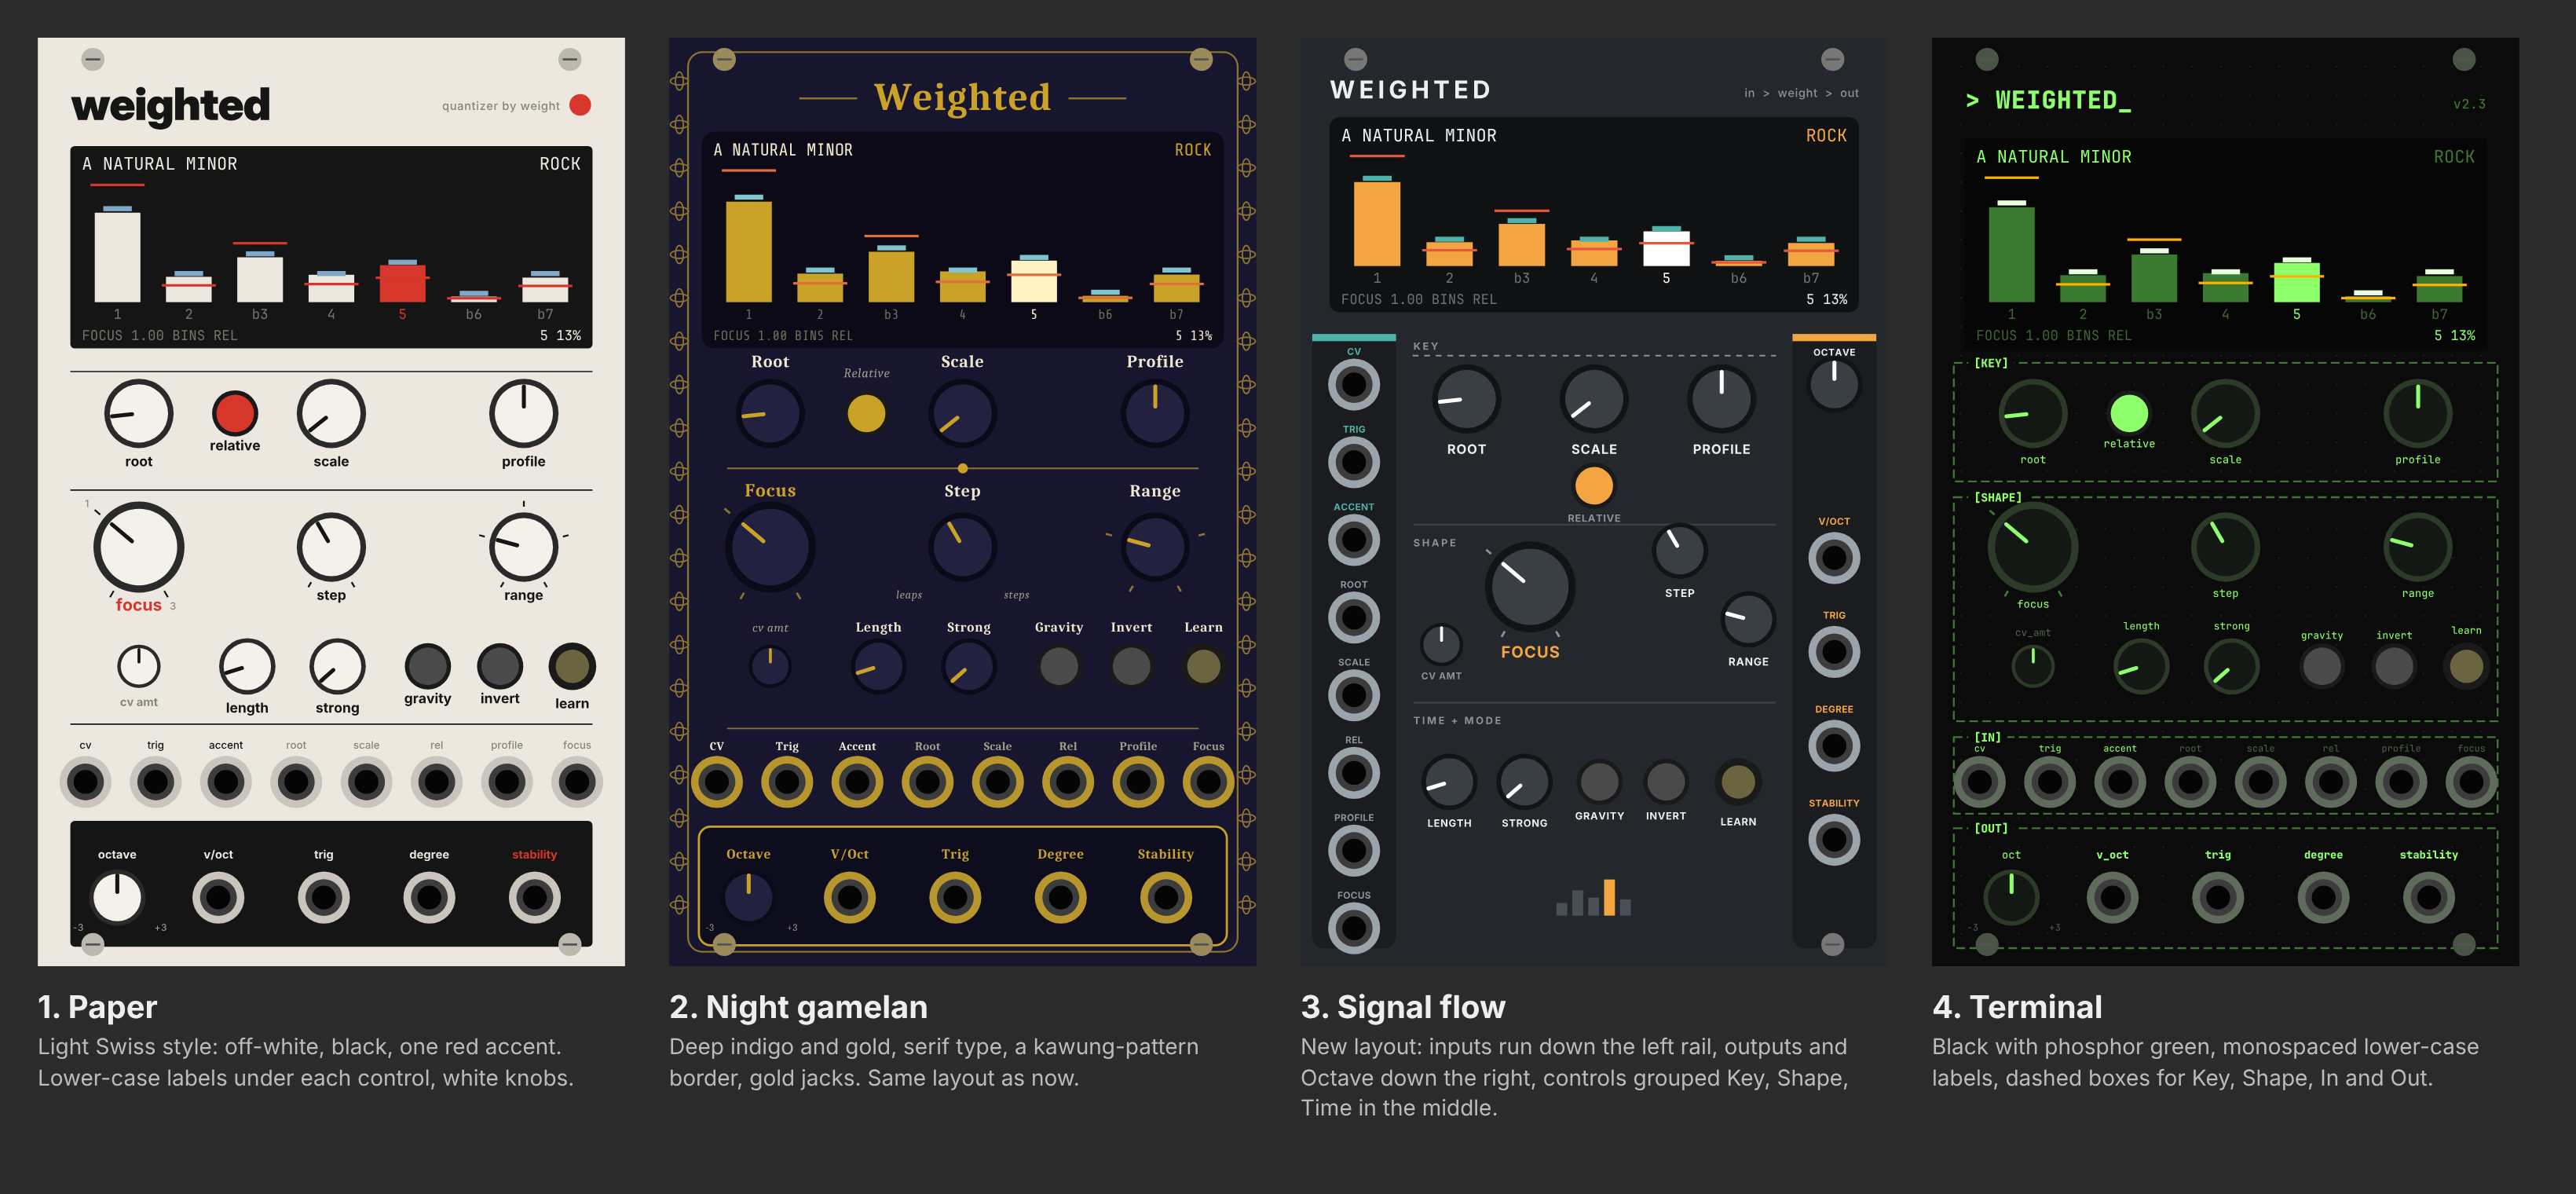 weighted
quantizer by weight
A NATURAL MINOR ROCK
1 2 b3 4 5 b6 b7
FOCUS 1.00 BINS REL 5 13%
relative
root scale profile
1
step range
focus 3
cv amt length strong gravity invert learn
cv trig accent root scale rel profile focus
octave v/oct trig degree stability
-3 +3
1. Paper
Light Swiss style: off-white, black, one red accent.
Lower-case labels under each control, white knobs.
Weighted
A NATURAL MINOR ROCK
1 2 b3 4 5 b6 b7
FOCUS 1.00 BINS REL 5 13%
Root Relative Scale Profile
Focus Step Range
leaps steps
cv amt Length Strong Gravity Invert Learn
CV Trig Accent Root Scale Rel Profile Focus
Octave V/Oct Trig Degree Stability
-3 +3
2. Night gamelan
Deep indigo and gold, serif type, a kawung-pattern
border, gold jacks. Same layout as now.
WEIGHTED
in > weight > out
A NATURAL MINOR ROCK
1 2 b3 4 5 b6 b7
FOCUS 1.00 BINS REL 5 13%
CV
TRIG
ACCENT
ROOT
SCALE
REL
PROFILE
FOCUS
KEY
ROOT SCALE PROFILE
RELATIVE
SHAPE
STEP
FOCUS
RANGE
CV AMT
TIME + MODE
LENGTH STRONG GRAVITY INVERT LEARN
OCTAVE
V/OCT
TRIG
DEGREE
STABILITY
3. Signal flow
New layout: inputs run down the left rail, outputs and
Octave down the right, controls grouped Key, Shape,
Time in the middle.
> WEIGHTED_
v2.3
A NATURAL MINOR ROCK
1 2 b3 4 5 b6 b7
FOCUS 1.00 BINS REL 5 13%
[KEY]
relative
root scale profile
[SHAPE]
focus step range
cv_amt length strong gravity invert learn
[IN]
cv trig accent root scale rel profile focus
[OUT]
oct v_oct trig degree stability
-3 +3
4. Terminal
Black with phosphor green, monospaced lower-case
labels, dashed boxes for Key, Shape, In and Out.